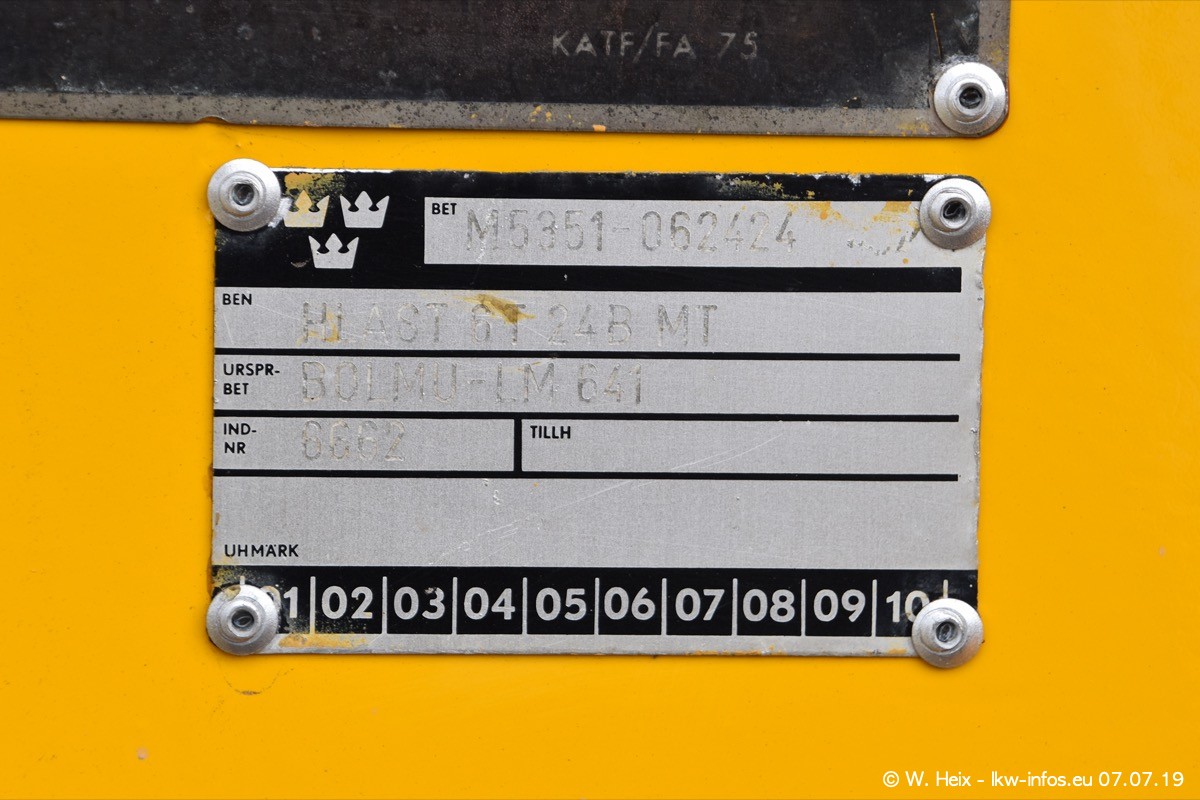 KATF/FA 75
BET M5351-062424
BEN HLAST 6T 24B MT
URSPR-
BET BOLMU-LM 641
IND-
NR 8662
TILLH
UHMÄRK
01 02 03 04 05 06 07 08 09 10
© W. Heix - lkw-infos.eu 07.07.19